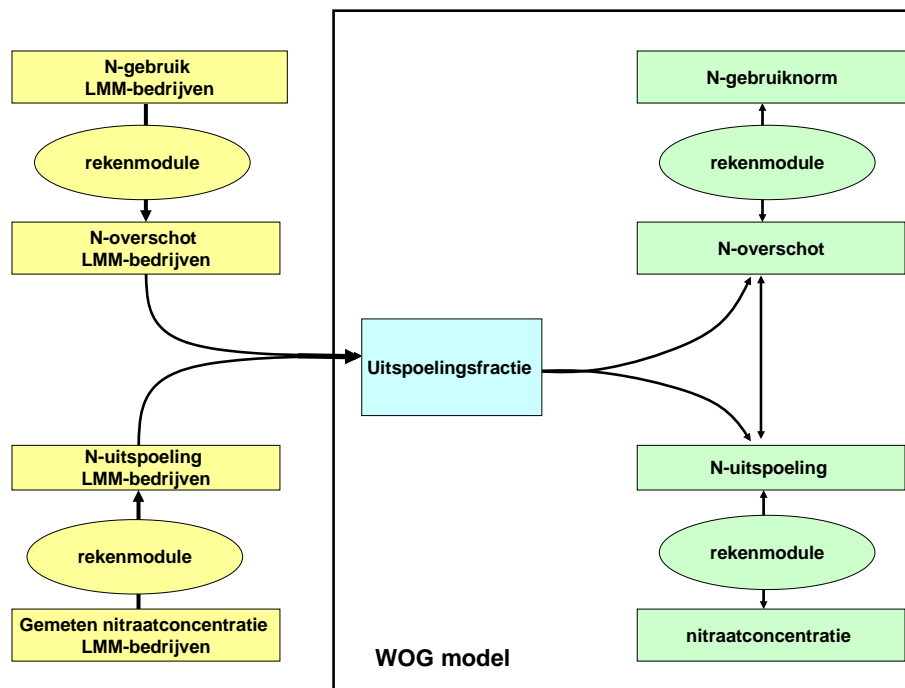 N-gebruik
LMM-bedrijven
rekenmodule
N-overschot
LMM-bedrijven
N-uitspoeling
LMM-bedrijven
rekenmodule
Gemeten nitraatconcentratie
LMM-bedrijven
Uitspoelingsfractie
WOG model
N-gebruiknorm
rekenmodule
N-overschot
N-uitspoeling
rekenmodule
nitraatconcentratie